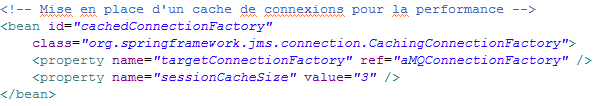 <!-- Mise en place d'un cache de connexions pour la performance -->
<bean id="cachedConnectionFactory"
class="org.springframework.jms.connection.CachingConnectionFactory">
<property name="targetConnectionFactory" ref="aMQConnectionFactory" />
<property name="sessionCacheSize" value="3" />
</bean>